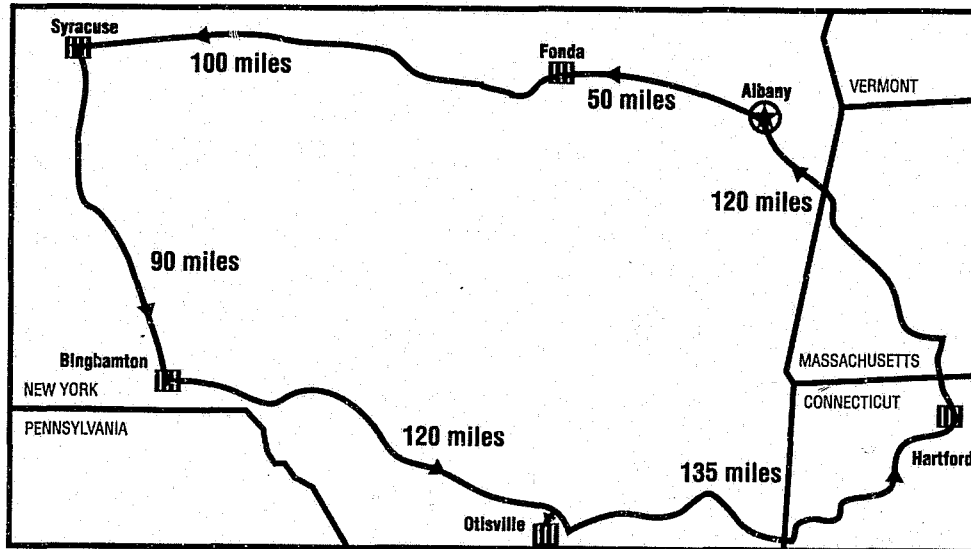 Syracuse
100 miles
Fonda
50 miles
Albany
VERMONT
120 miles
90 miles
Binghamton
NEW YORK
PENNSYLVANIA
MASSACHUSETTS
CONNECTICUT
120 miles
135 miles
Hartford
Otisville